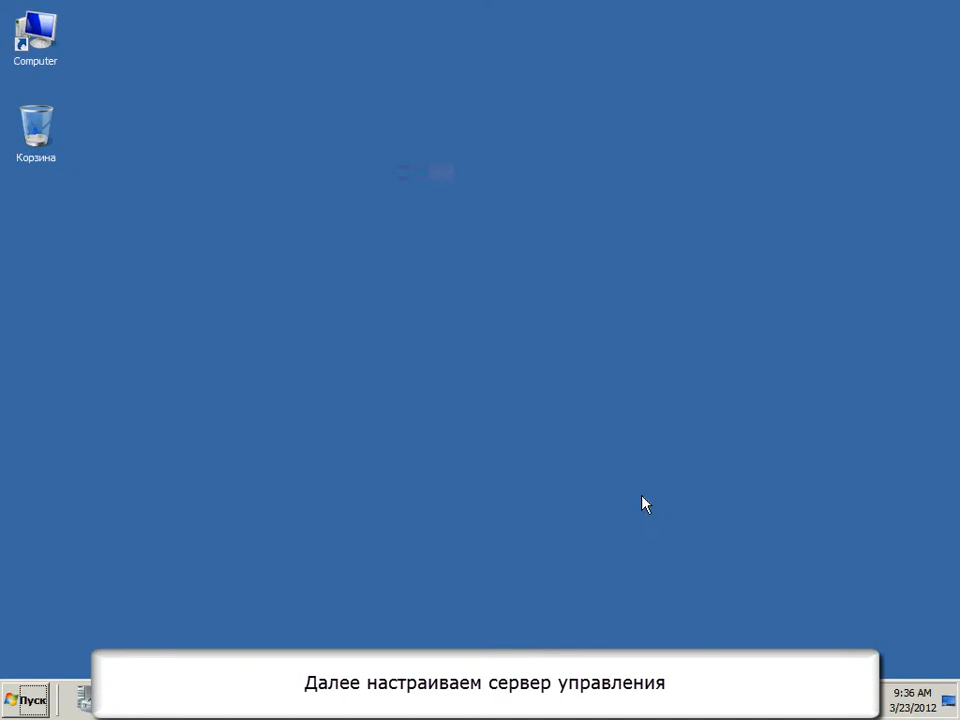 Computer
Корзина
Далее настраиваем сервер управления
Пуск
9:36 AM
3/23/2012